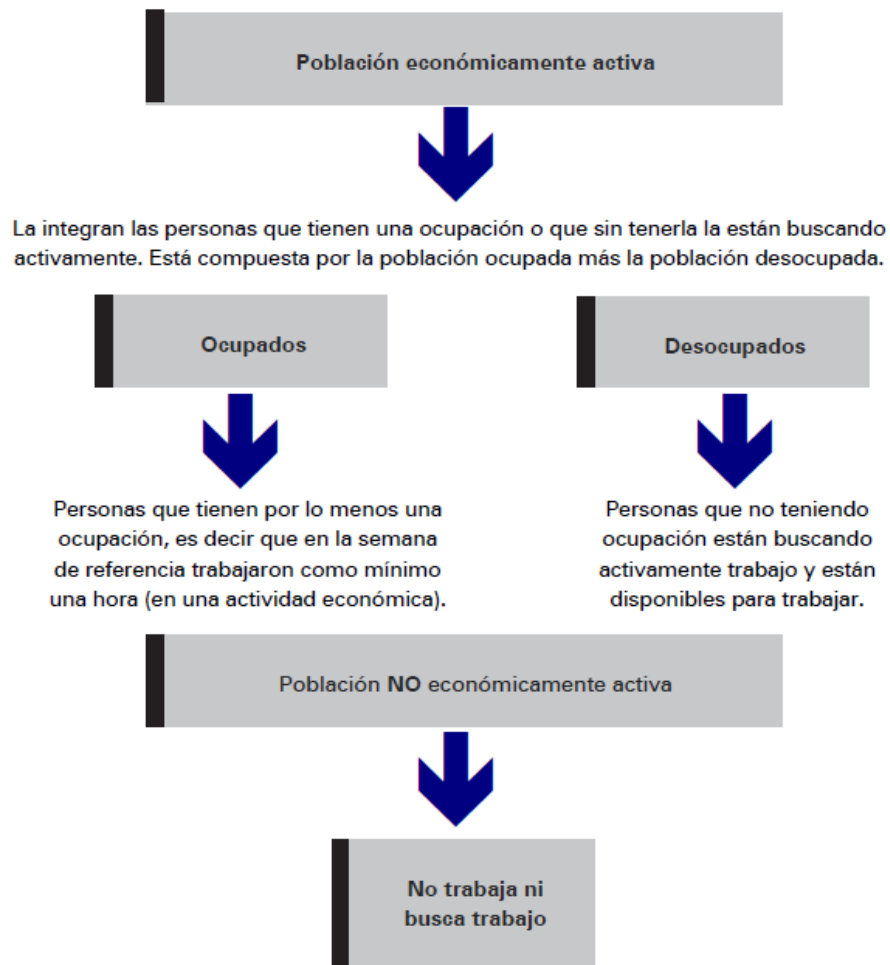 Población económicamente activa
La integran las personas que tienen una ocupación o que sin tenerla la están buscando
activamente. Está compuesta por la población ocupada más la población desocupada.
Ocupados
Personas que tienen por lo menos una
ocupación, es decir que en la semana
de referencia trabajaron como mínimo
una hora (en una actividad económica).
Desocupados
Personas que no teniendo
ocupación están buscando
activamente trabajo y están
disponibles para trabajar.
Población NO económicamente activa
No trabaja ni
busca trabajo